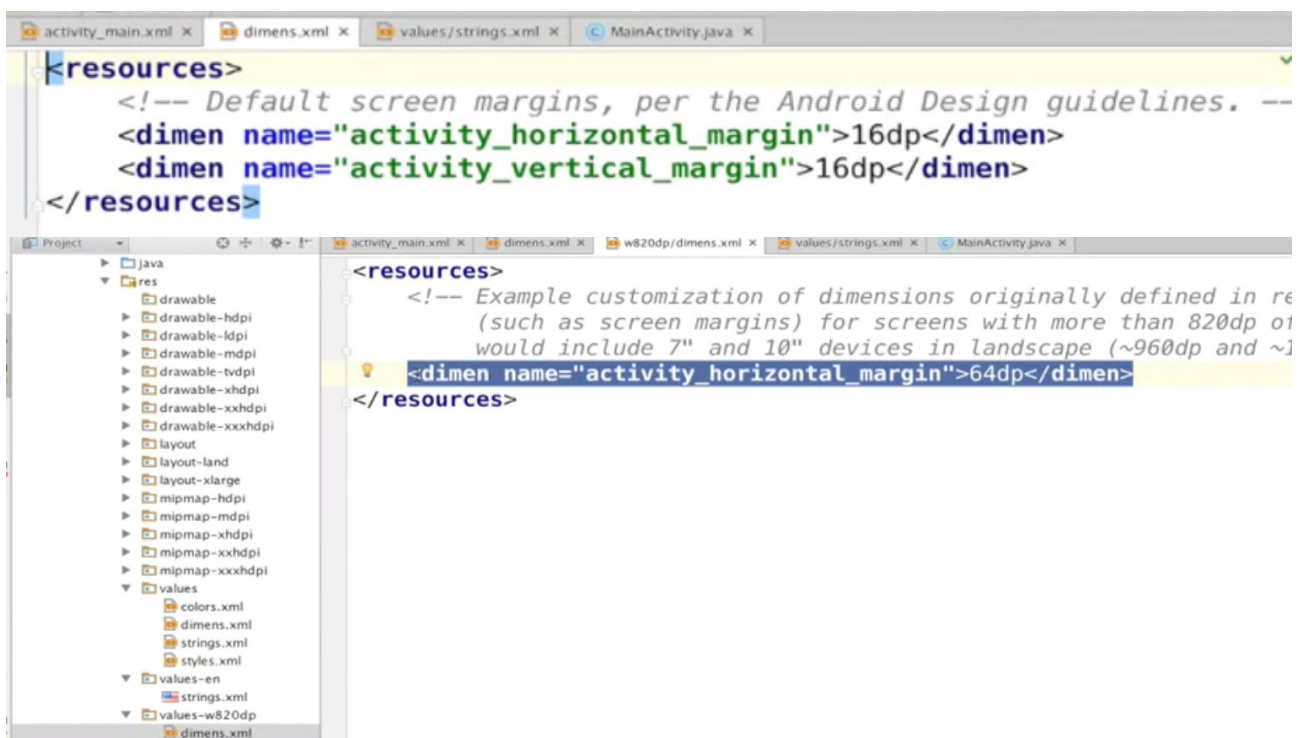 activity_main.xml × dimens.xml × values/strings.xml × MainActivity.java ×
<resources>
<!-- Default screen margins, per the Android Design guidelines. --
<dimen name="activity_horizontal_margin">16dp</dimen>
<dimen name="activity_vertical_margin">16dp</dimen>
</resources>
Project
activity_main.xml × dimens.xml × w820dp/dimens.xml × values/strings.xml × MainActivity.java ×
java
res
drawable
drawable-hdpi
drawable-ldpi
drawable-mdpi
drawable-tvdpi
drawable-xhdpi
drawable-xxhdpi
drawable-xxxhdpi
layout
layout-land
layout-xlarge
mipmap-hdpi
mipmap-mdpi
mipmap-xhdpi
mipmap-xxhdpi
mipmap-xxxhdpi
values
colors.xml
dimens.xml
strings.xml
styles.xml
values-en
strings.xml
values-w820dp
dimens.xml
<resources>
<!-- Example customization of dimensions originally defined in re
(such as screen margins) for screens with more than 820dp of
would include 7" and 10" devices in landscape (~960dp and ~1
<dimen name="activity_horizontal_margin">64dp</dimen>
</resources>